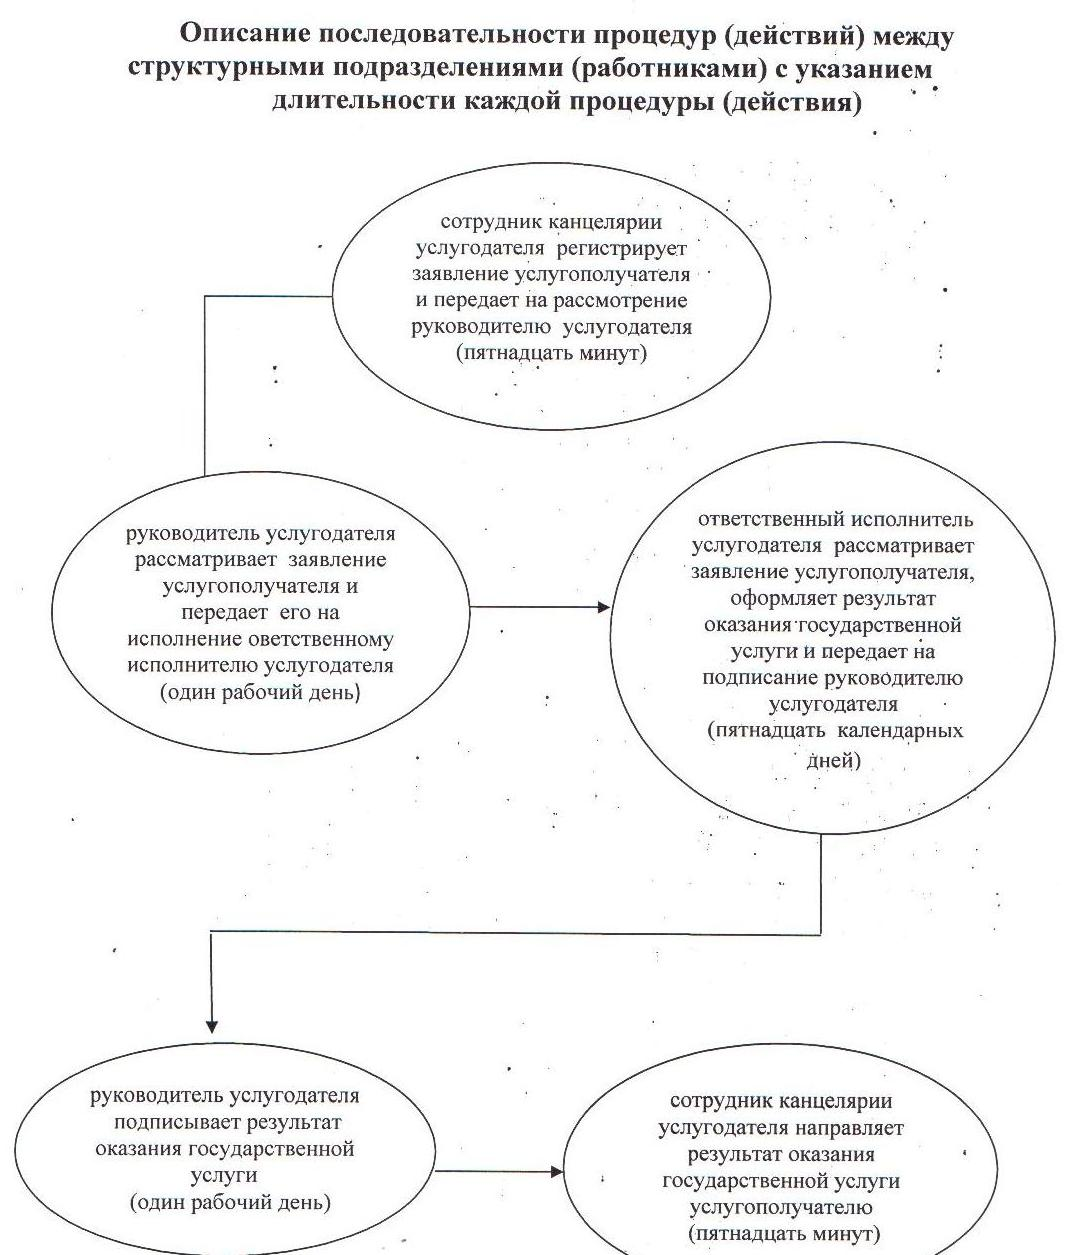 Описание последовательности процедур (действий) между
структурными подразделениями (работниками) с указанием
длительности каждой процедуры (действия)
сотрудник канцелярии
услугодателя регистрирует
заявление услугополучателя
и передает на рассмотрение
руководителю услугодателя
(пятнадцать минут)
руководитель услугодателя
рассматривает заявление
услугополучателя и
передает его на
исполнение оветственному
исполнителю услугодателя
(один рабочий день)
ответственный исполнитель
услугодателя рассматривает
заявление услугополучателя,
оформляет результат
оказания государственной
услуги и передает на
подписание руководителю
услугодателя
(пятнадцать календарных
дней)
руководитель услугодателя
подписывает результат
оказания государственной
услуги
(один рабочий день)
сотрудник канцелярии
услугодателя направляет
результат оказания
государственной услуги
услугополучателю
(пятнадцать минут)